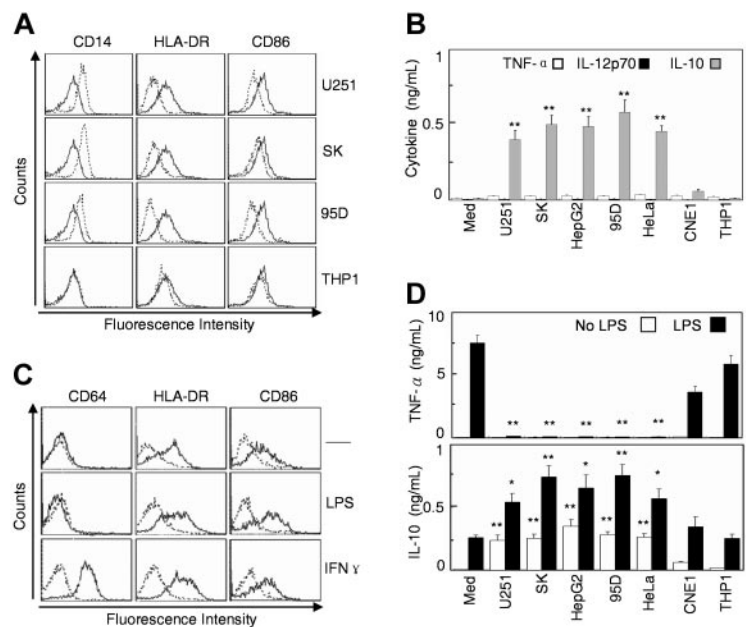 A
CD14 HLA-DR CD86
U251
SK
95D
THP1
Counts
Fluorescence Intensity
B
TNF-α IL-12p70 IL-10
Cytokine (ng/mL)
1
0.5
0
** ** ** ** **
Med U251 SK HepG2 95D HeLa CNE1 THP1
C
CD64 HLA-DR CD86
—
LPS
IFN γ
Counts
Fluorescence Intensity
D
No LPS LPS
TNF-α (ng/mL)
10
5
0
** ** ** ** **
IL-10 (ng/mL)
1
0.5
0
** * ** ** ** * ** ** ** *
Med U251 SK HepG2 95D HeLa CNE1 THP1